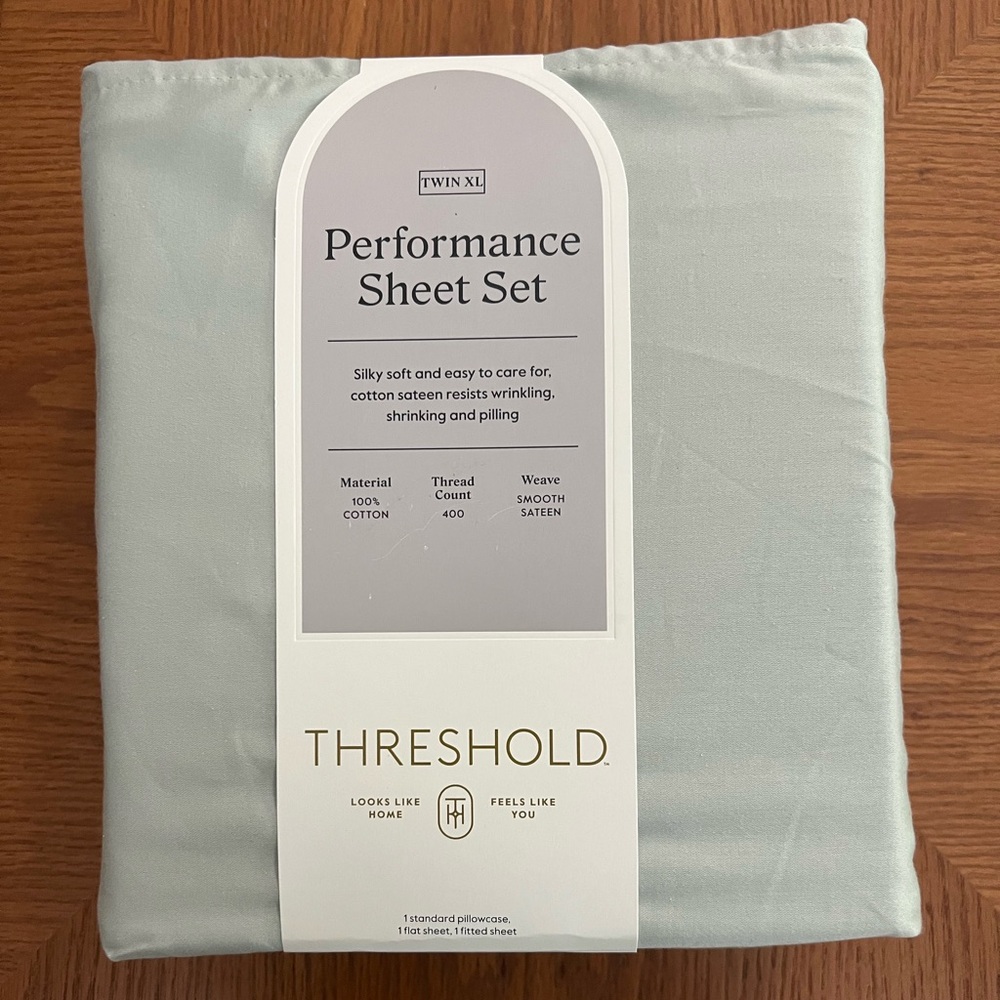 TWIN XL
Performance
Sheet Set
Silky soft and easy to care for,
cotton sateen resists wrinkling,
shrinking and pilling
Material
100%
COTTON
Thread
Count
400
Weave
SMOOTH
SATEEN
THRESHOLD™
LOOKS LIKE
HOME
TH
FEELS LIKE
YOU
1 standard pillowcase,
1 flat sheet, 1 fitted sheet